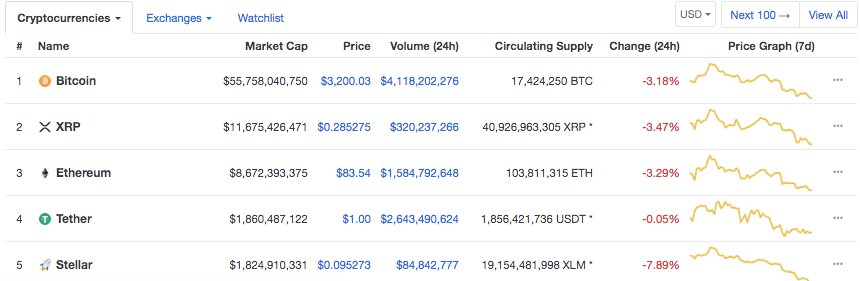 Cryptocurrencies Exchanges Watchlist USD Next 100 → View All
# Name Market Cap Price Volume (24h) Circulating Supply Change (24h) Price Graph (7d)
1 Bitcoin $55,758,040,750 $3,200.03 $4,118,202,276 17,424,250 BTC -3.18%
2 XRP $11,675,426,471 $0.285275 $320,237,266 40,926,963,305 XRP * -3.47%
3 Ethereum $8,672,393,375 $83.54 $1,584,792,648 103,811,315 ETH -3.29%
4 Tether $1,860,487,122 $1.00 $2,643,490,624 1,856,421,736 USDT * -0.05%
5 Stellar $1,824,910,331 $0.095273 $84,842,777 19,154,481,998 XLM * -7.89%